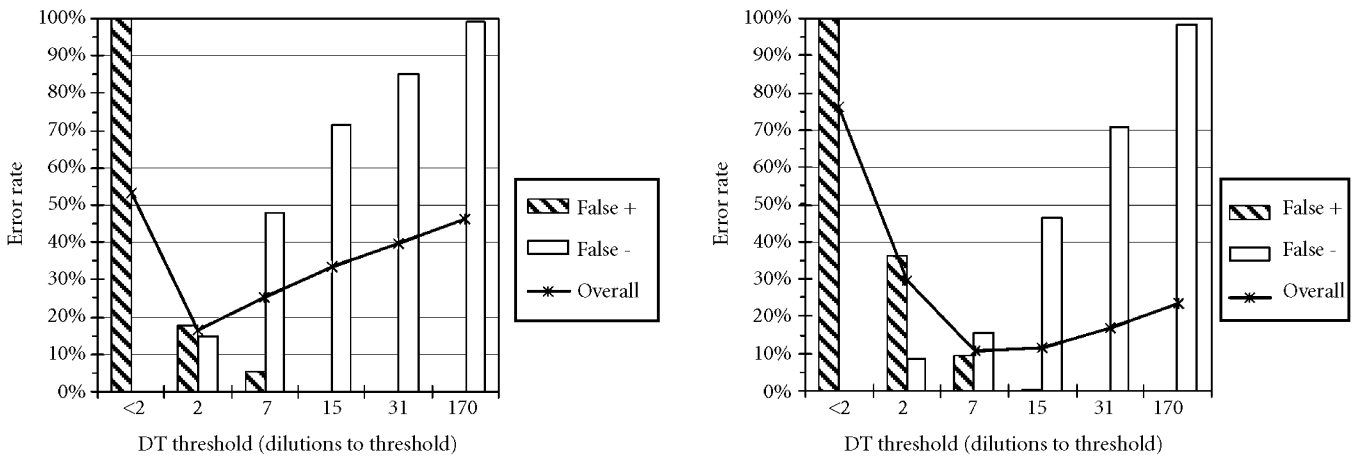 100%
90%
80%
70%
60%
50%
40%
30%
20%
10%
0%
Error rate
<2 2 7 15 31 170
DT threshold (dilutions to threshold)
False +
False -
Overall
100%
90%
80%
70%
60%
50%
40%
30%
20%
10%
0%
Error rate
<2 2 7 15 31 170
DT threshold (dilutions to threshold)
False +
False -
Overall